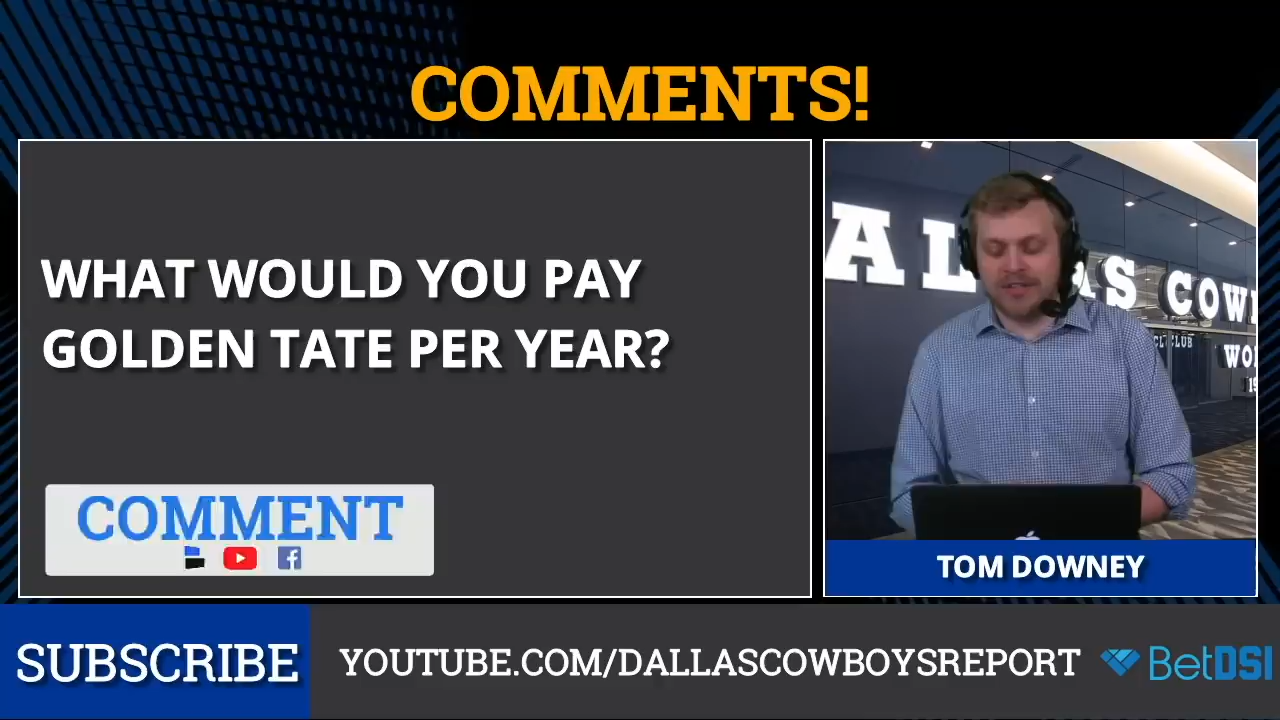 COMMENTS!
WHAT WOULD YOU PAY
GOLDEN TATE PER YEAR?
COMMENT
TOM DOWNEY
SUBSCRIBE
YOUTUBE.COM/DALLASCOWBOYSREPORT
BetDSI